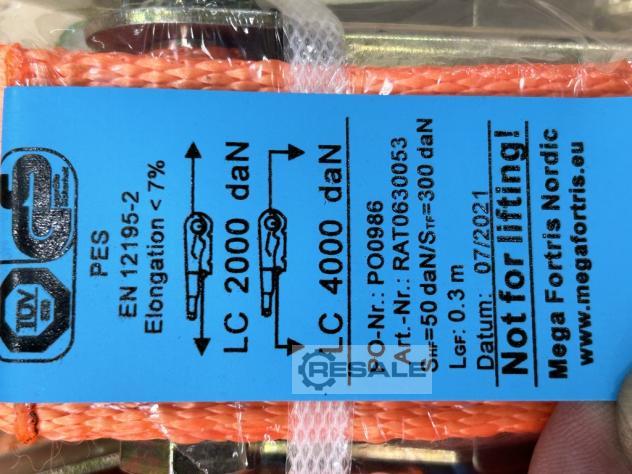 TÜV
PES
EN 12195-2
Elongation < 7%
LC 2000 daN
LC 4000 daN
PO-Nr.: PO0986
Art.-Nr.: RAT0630053
SHF=50 daN/STF=300 daN
LGF: 0.3 m
Datum: 07/2021
Not for lifting!
Mega Fortris Nordic
www.megafortris.eu
RESALE